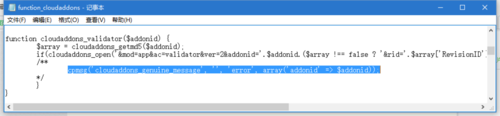 function_cloudaddons - 记事本
文件(F) 编辑(E) 格式(O) 查看(V) 帮助(H)
function cloudaddons_validator($addonid) {
$array = cloudaddons_getmd5($addonid);
if(cloudaddons_open('&mod=app&ac=validator&ver=2&addonid='.$addonid.($array !== false ? '&rid='.$array['RevisionID'
/**
cpmsg('cloudaddons_genuine_message', '', 'error', array('addonid' => $addonid));
*/
}
}